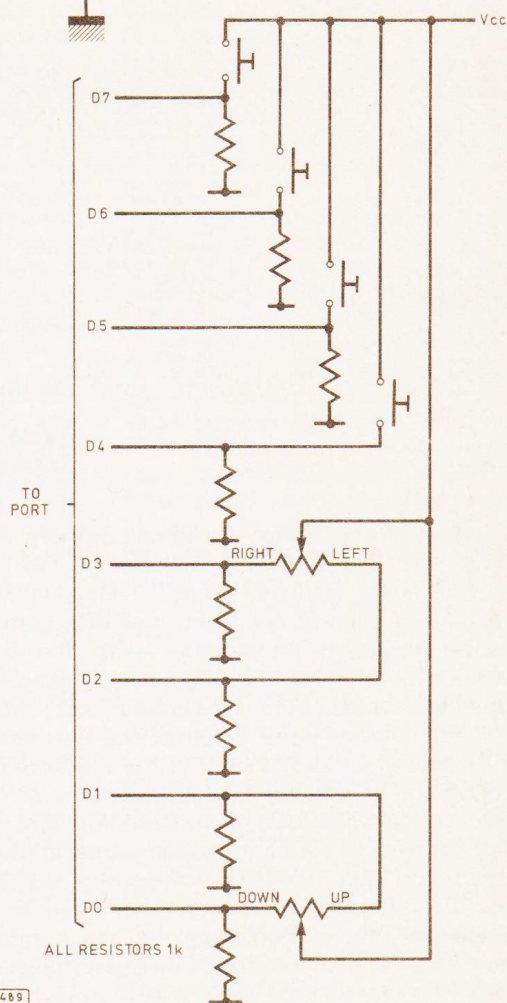 Vcc
D7
D6
D5
D4
TO
PORT
D3
RIGHT
LEFT
D2
D1
D0
DOWN
UP
ALL RESISTORS 1k
489